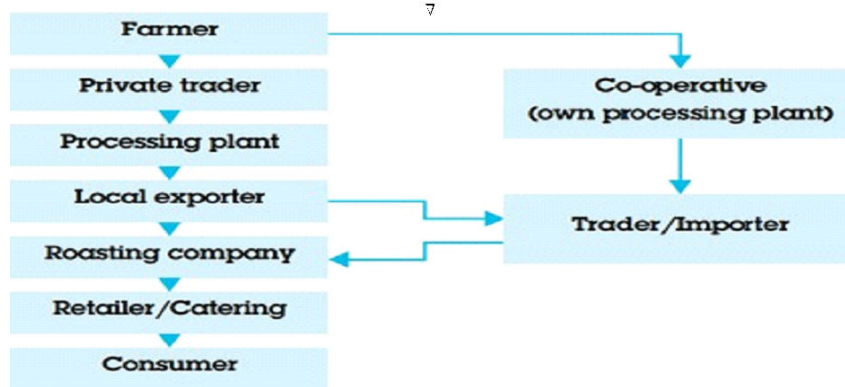 Farmer
Private trader
Processing plant
Local exporter
Roasting company
Retailer/Catering
Consumer
Co-operative
(own processing plant)
Trader/Importer